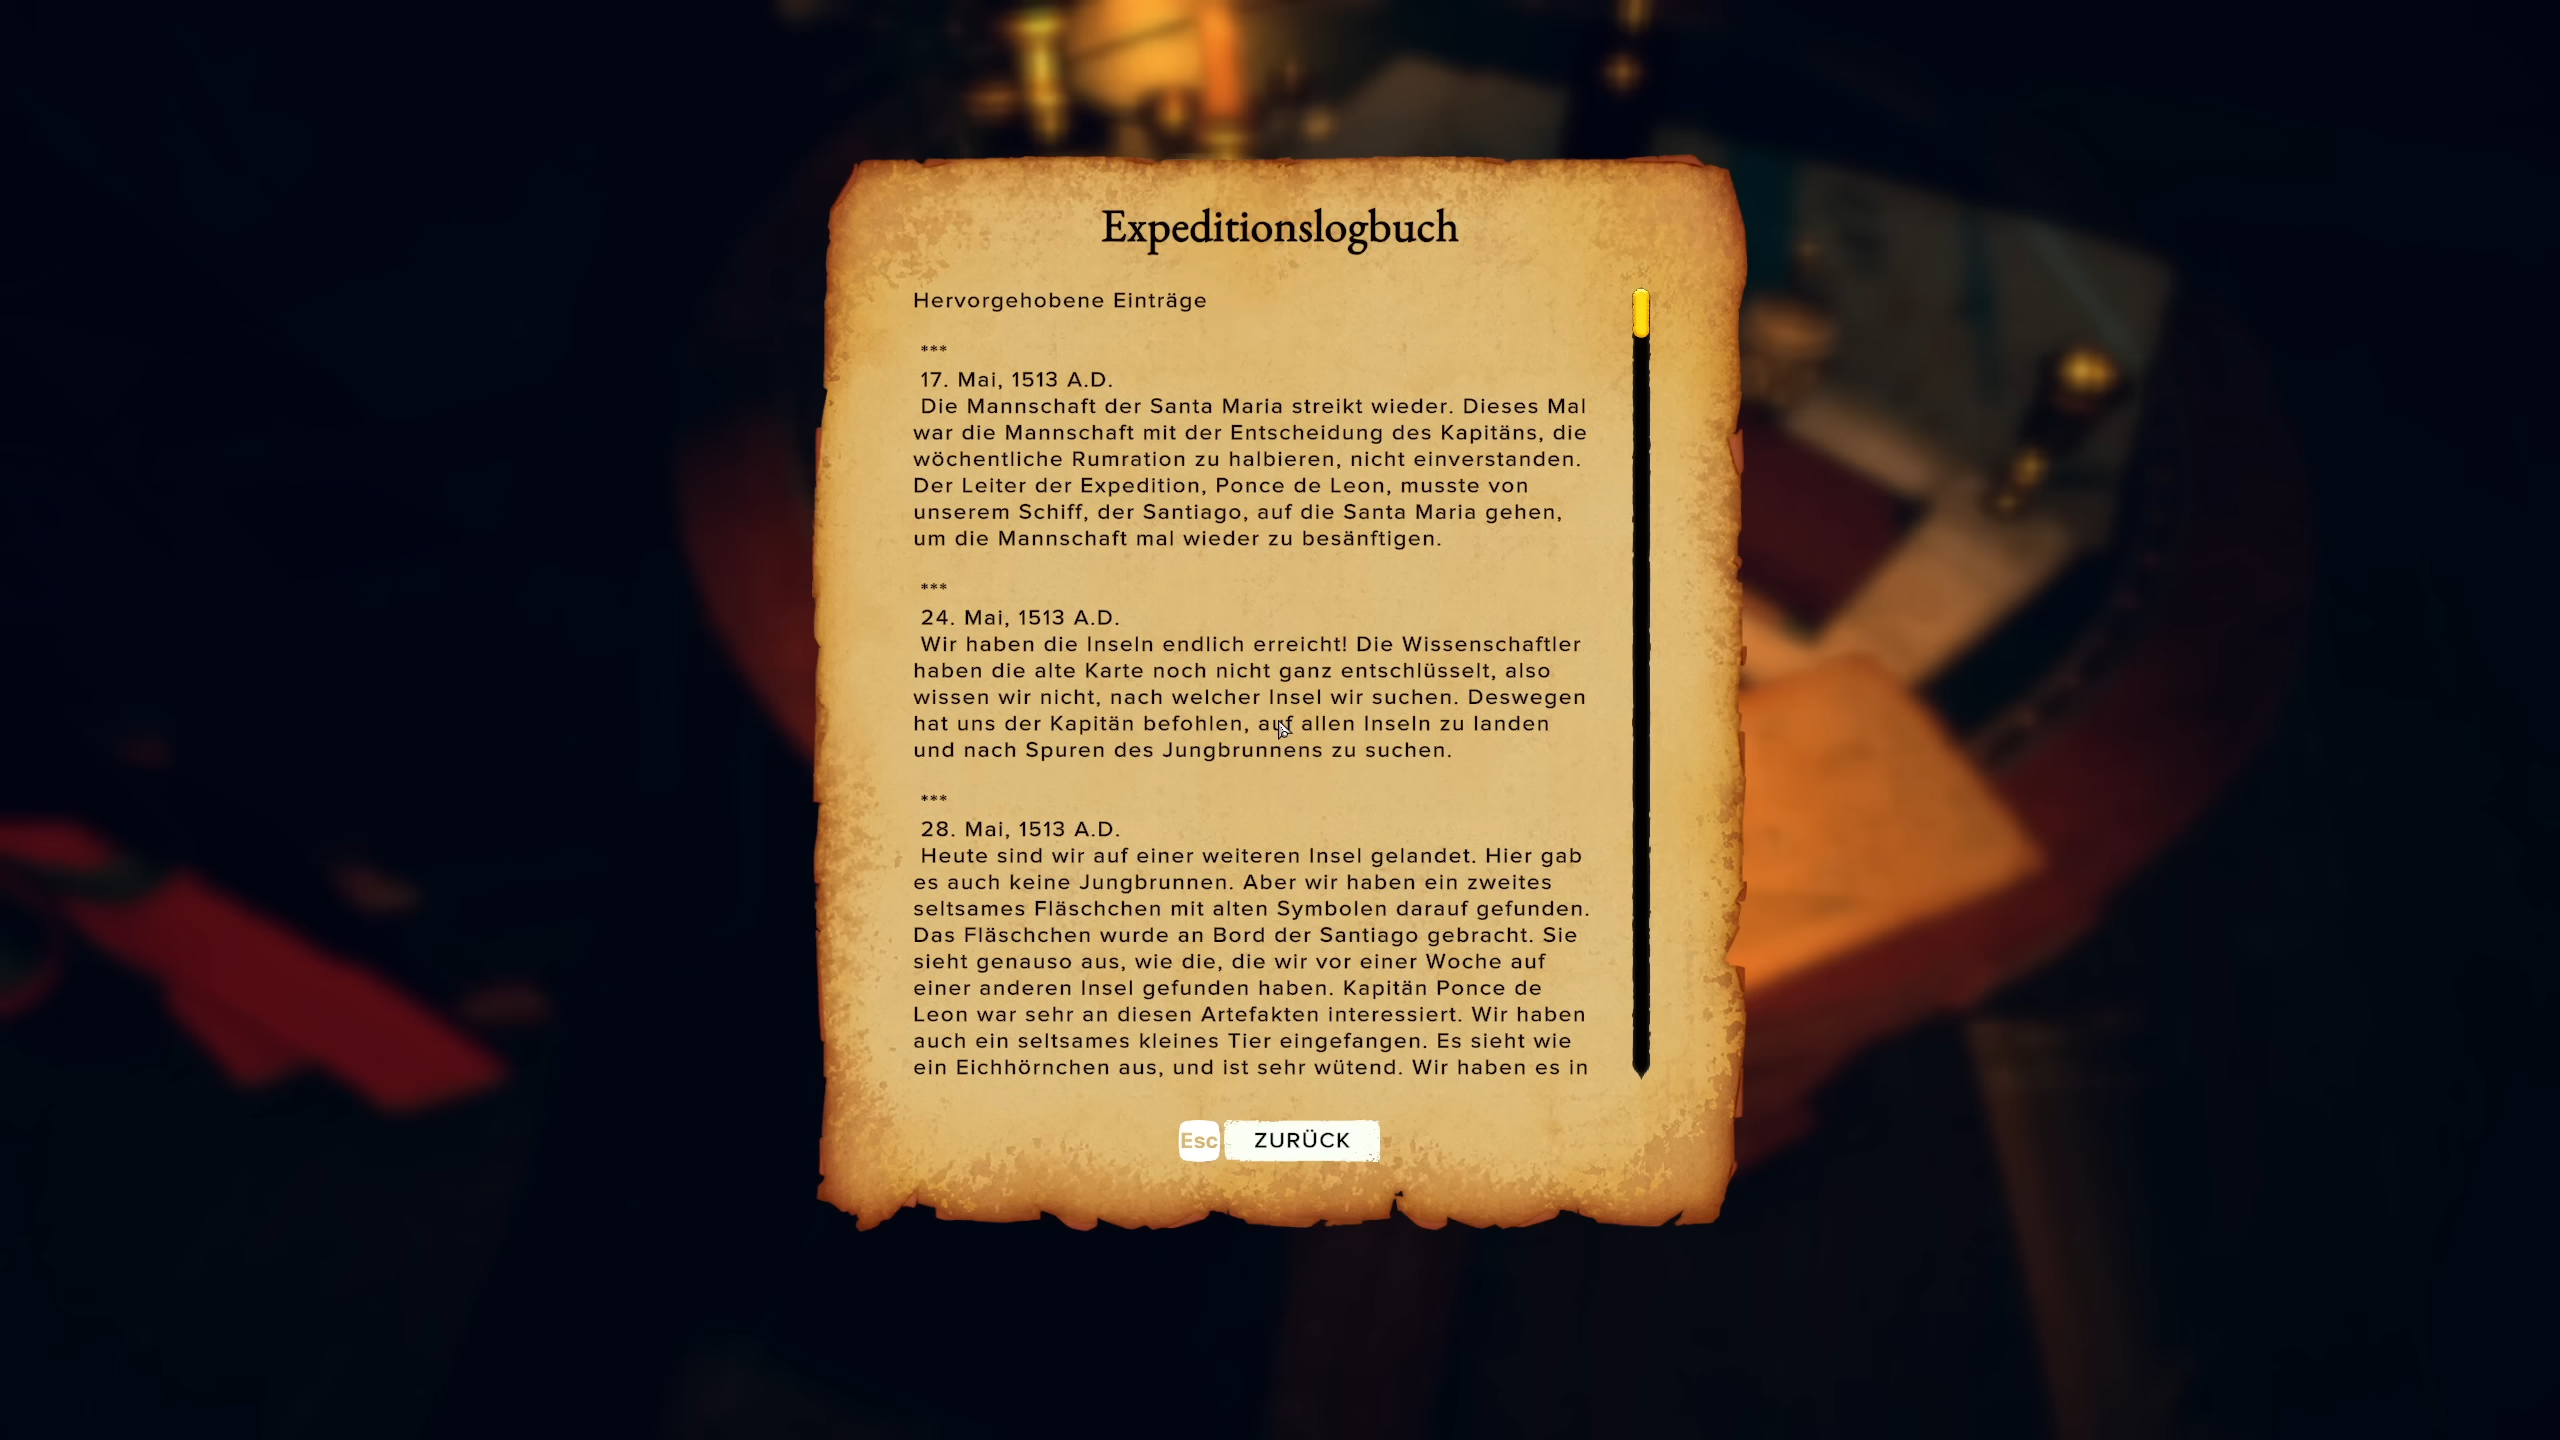 Expeditionslogbuch
Hervorgehobene Einträge
***
17. Mai, 1513 A.D.
Die Mannschaft der Santa Maria streikt wieder. Dieses Mal
war die Mannschaft mit der Entscheidung des Kapitäns, die
wöchentliche Rumration zu halbieren, nicht einverstanden.
Der Leiter der Expedition, Ponce de Leon, musste von
unserem Schiff, der Santiago, auf die Santa Maria gehen,
um die Mannschaft mal wieder zu besänftigen.
***
24. Mai, 1513 A.D.
Wir haben die Inseln endlich erreicht! Die Wissenschaftler
haben die alte Karte noch nicht ganz entschlüsselt, also
wissen wir nicht, nach welcher Insel wir suchen. Deswegen
hat uns der Kapitän befohlen, auf allen Inseln zu landen
und nach Spuren des Jungbrunnens zu suchen.
***
28. Mai, 1513 A.D.
Heute sind wir auf einer weiteren Insel gelandet. Hier gab
es auch keine Jungbrunnen. Aber wir haben ein zweites
seltsames Fläschchen mit alten Symbolen darauf gefunden.
Das Fläschchen wurde an Bord der Santiago gebracht. Sie
sieht genauso aus, wie die, die wir vor einer Woche auf
einer anderen Insel gefunden haben. Kapitän Ponce de
Leon war sehr an diesen Artefakten interessiert. Wir haben
auch ein seltsames kleines Tier eingefangen. Es sieht wie
ein Eichhörnchen aus, und ist sehr wütend. Wir haben es in
Esc ZURÜCK